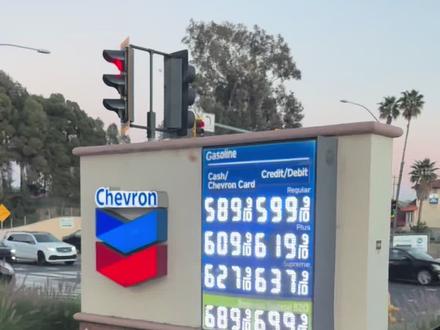 Chevron
Gasoline
Cash/ Credit/Debit
Chevron Card
Regular
589 9/10 599 9/10
Plus
609 9/10 619 9/10
Supreme
627 9/10 637 9/10
689 9/10 699 9/10